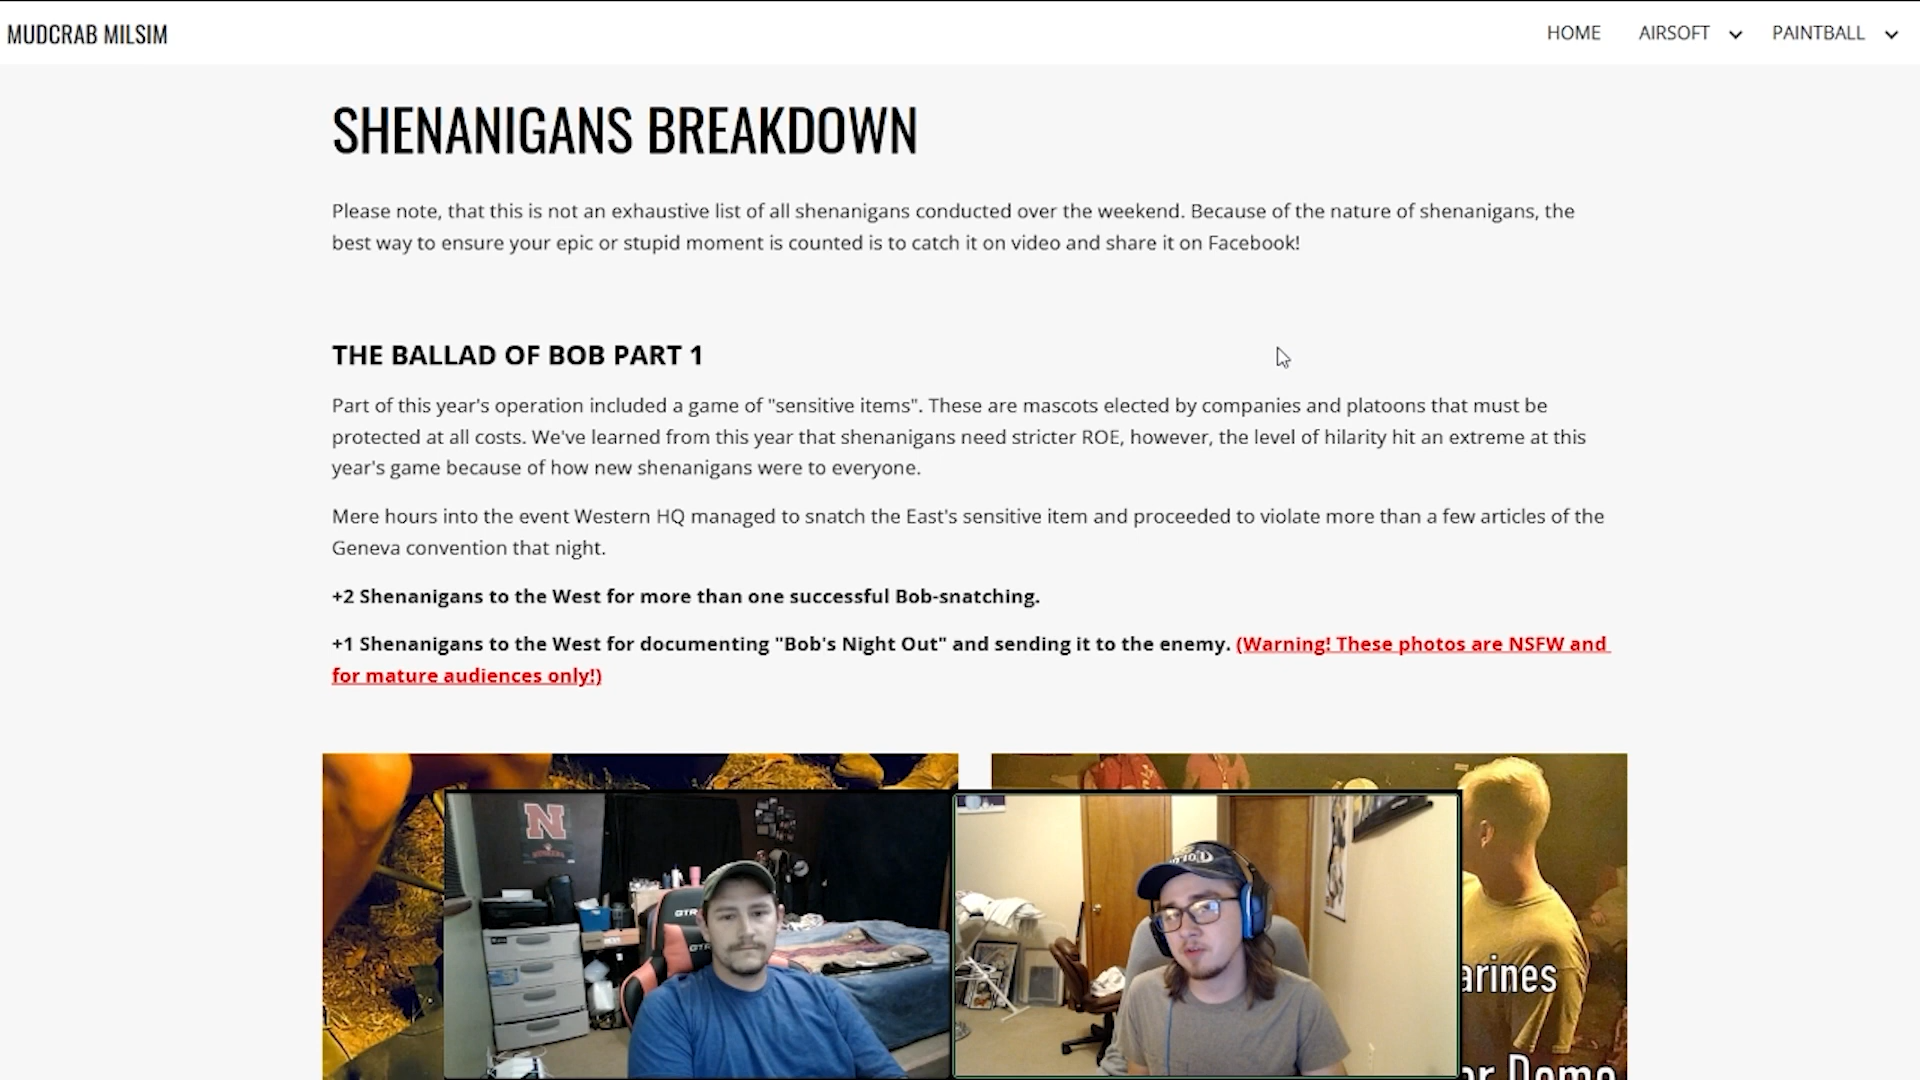 MUDCRAB MILSIM
HOME AIRSOFT PAINTBALL
SHENANIGANS BREAKDOWN
Please note, that this is not an exhaustive list of all shenanigans conducted over the weekend. Because of the nature of shenanigans, the
best way to ensure your epic or stupid moment is counted is to catch it on video and share it on Facebook!
THE BALLAD OF BOB PART 1
Part of this year's operation included a game of "sensitive items". These are mascots elected by companies and platoons that must be
protected at all costs. We've learned from this year that shenanigans need stricter ROE, however, the level of hilarity hit an extreme at this
year's game because of how new shenanigans were to everyone.
Mere hours into the event Western HQ managed to snatch the East's sensitive item and proceeded to violate more than a few articles of the
Geneva convention that night.
+2 Shenanigans to the West for more than one successful Bob-snatching.
+1 Shenanigans to the West for documenting "Bob's Night Out" and sending it to the enemy. (Warning! These photos are NSFW and
for mature audiences only!)
N
GTR
GTR
arines